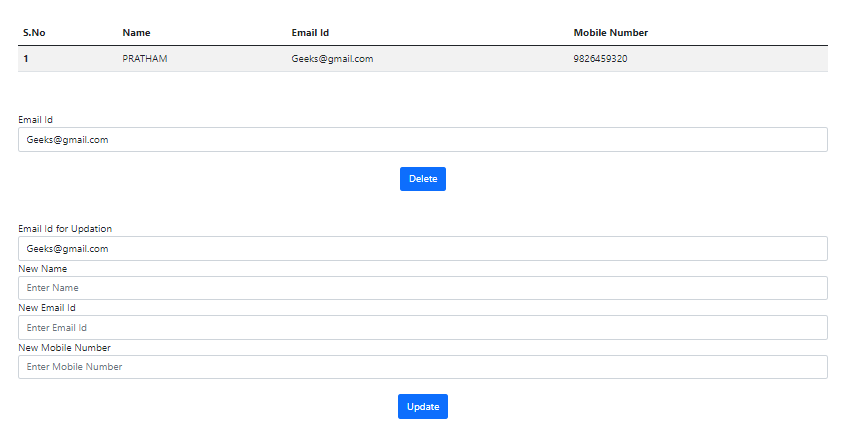 S.No Name Email Id Mobile Number
1 PRATHAM Geeks@gmail.com 9826459320
Email Id
Geeks@gmail.com
Delete
Email Id for Updation
Geeks@gmail.com
New Name
Enter Name
New Email Id
Enter Email Id
New Mobile Number
Enter Mobile Number
Update